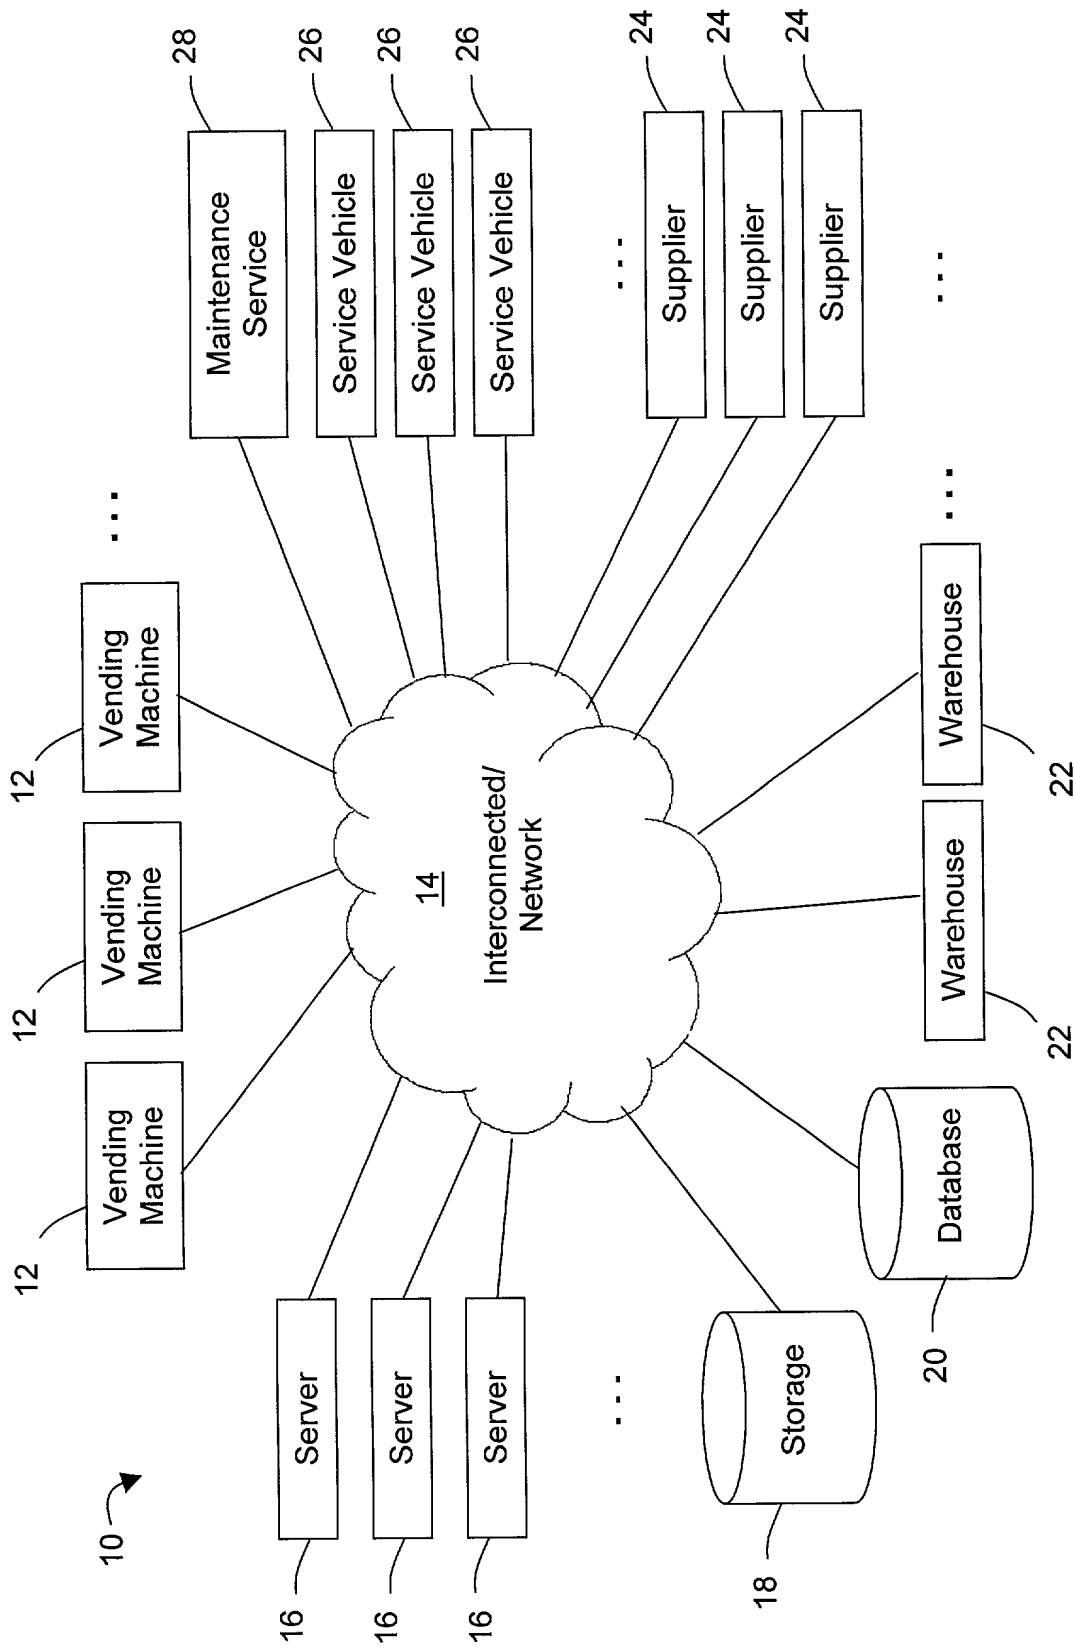 12
12
12
10
Vending
Machine
Vending
Machine
Vending
Machine
...
Maintenance
Service
28
16
Server
16
Server
16
Server
...
Service Vehicle
26
Service Vehicle
26
Service Vehicle
26
...
14
Interconnected/
Network
Supplier
24
Supplier
24
Supplier
24
...
Storage
18
Database
20
Warehouse
22
Warehouse
22
...